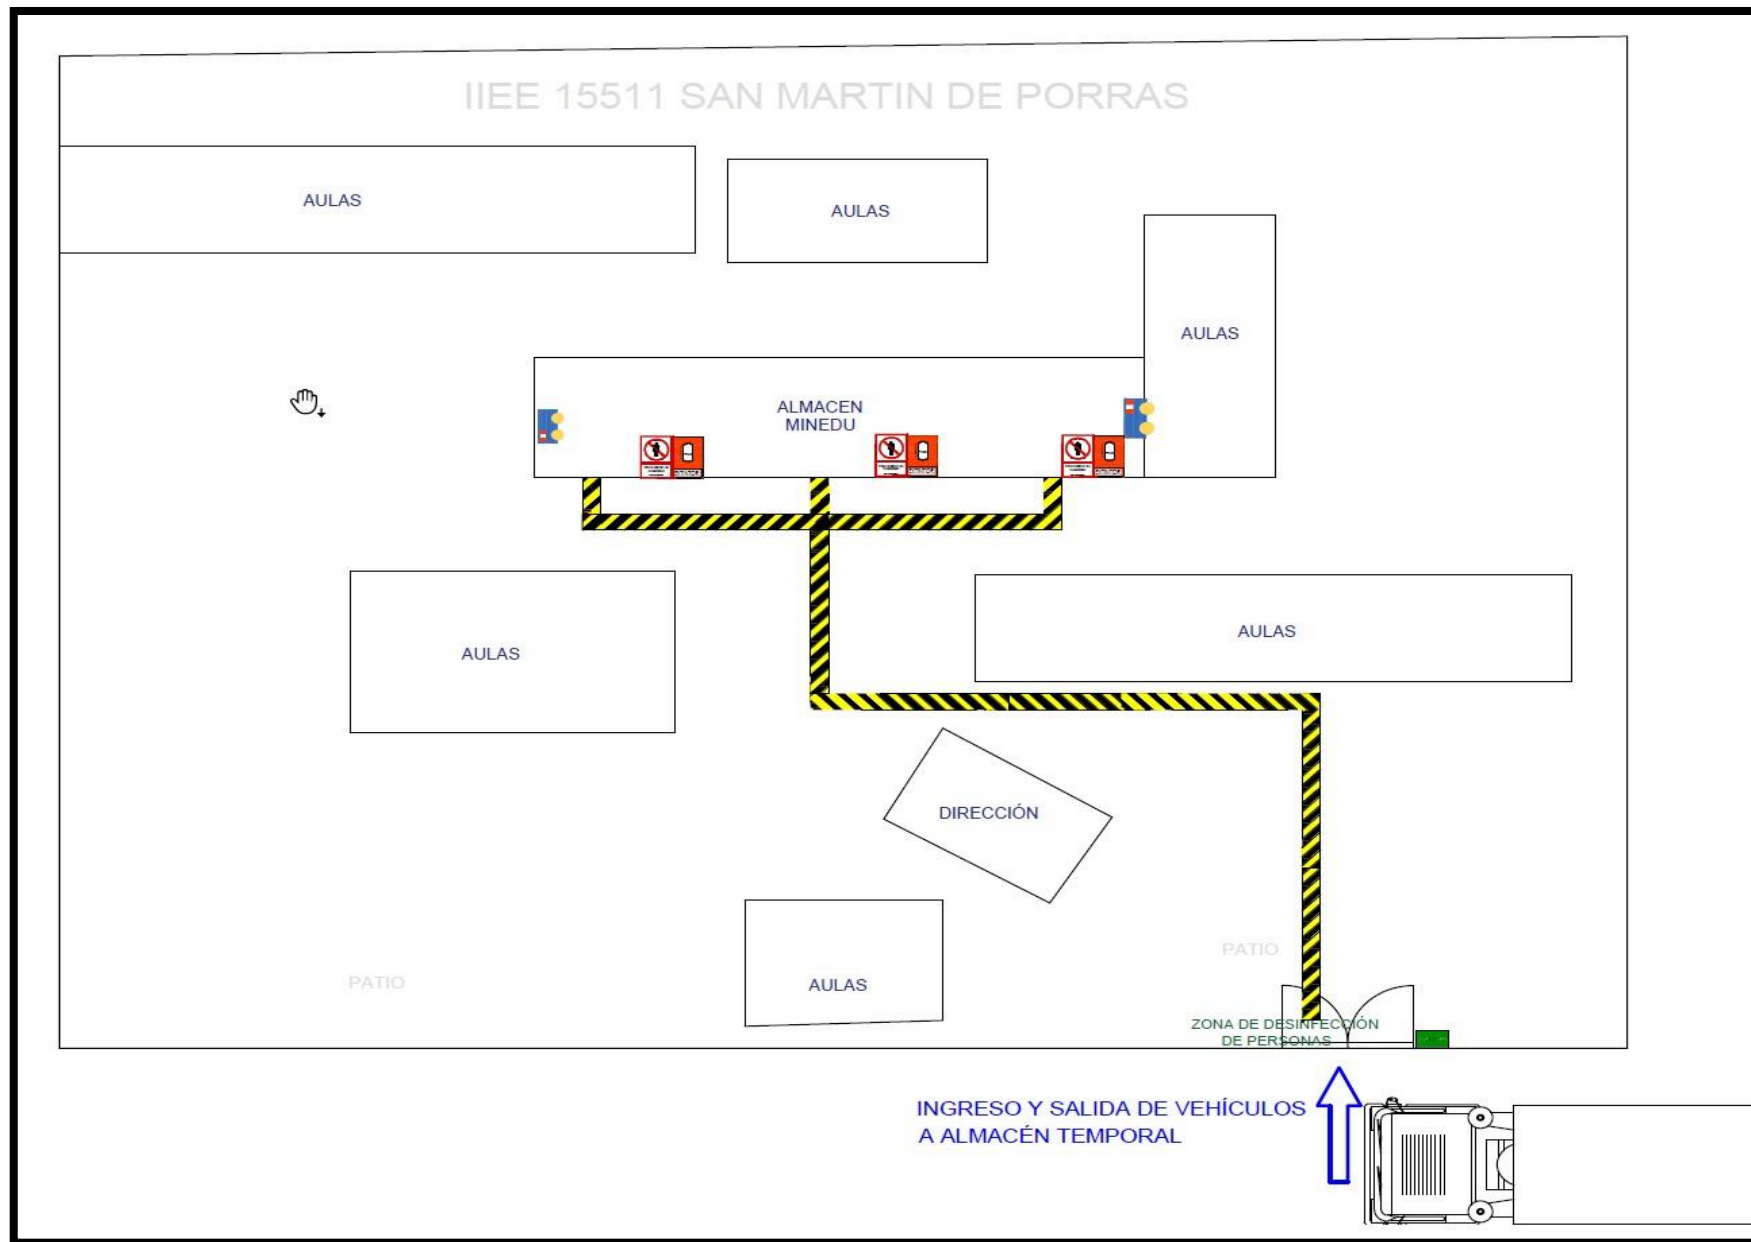 IIEE 15511 SAN MARTIN DE PORRAS
AULAS
AULAS
AULAS
ALMACEN
MINEDU
AULAS
AULAS
DIRECCIÓN
PATIO
PATIO
AULAS
ZONA DE DESINFECCIÓN
DE PERSONAS
INGRESO Y SALIDA DE VEHÍCULOS
A ALMACÉN TEMPORAL